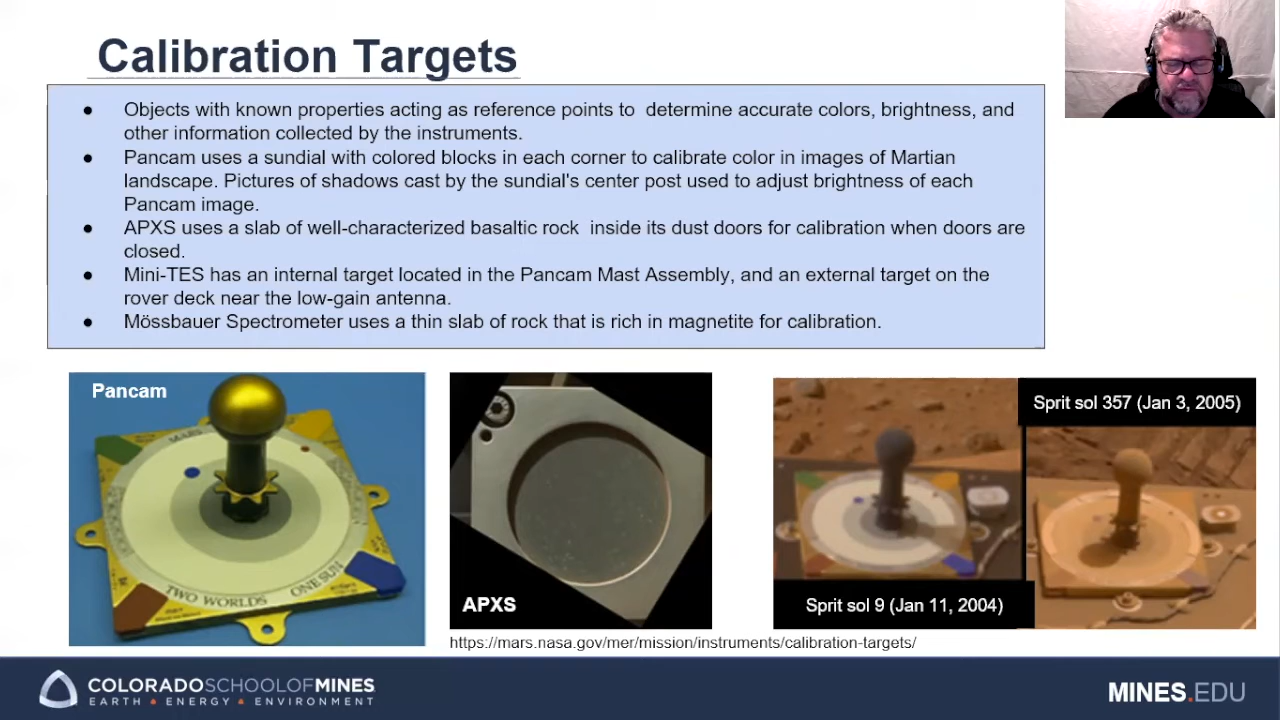 Calibration Targets
● Objects with known properties acting as reference points to  determine accurate colors, brightness, and
other information collected by the instruments.
● Pancam uses a sundial with colored blocks in each corner to calibrate color in images of Martian
landscape. Pictures of shadows cast by the sundial's center post used to adjust brightness of each
Pancam image.
● APXS uses a slab of well-characterized basaltic rock  inside its dust doors for calibration when doors are
closed.
● Mini-TES has an internal target located in the Pancam Mast Assembly, and an external target on the
rover deck near the low-gain antenna.
● Mössbauer Spectrometer uses a thin slab of rock that is rich in magnetite for calibration.
Pancam
MARS
TWO WORLDS
ONE SUN
APXS
Sprit sol 357 (Jan 3, 2005)
Sprit sol 9 (Jan 11, 2004)
https://mars.nasa.gov/mer/mission/instruments/calibration-targets/
COLORADOSCHOOLOFMINES
EARTH • ENERGY • ENVIRONMENT
MINES.EDU